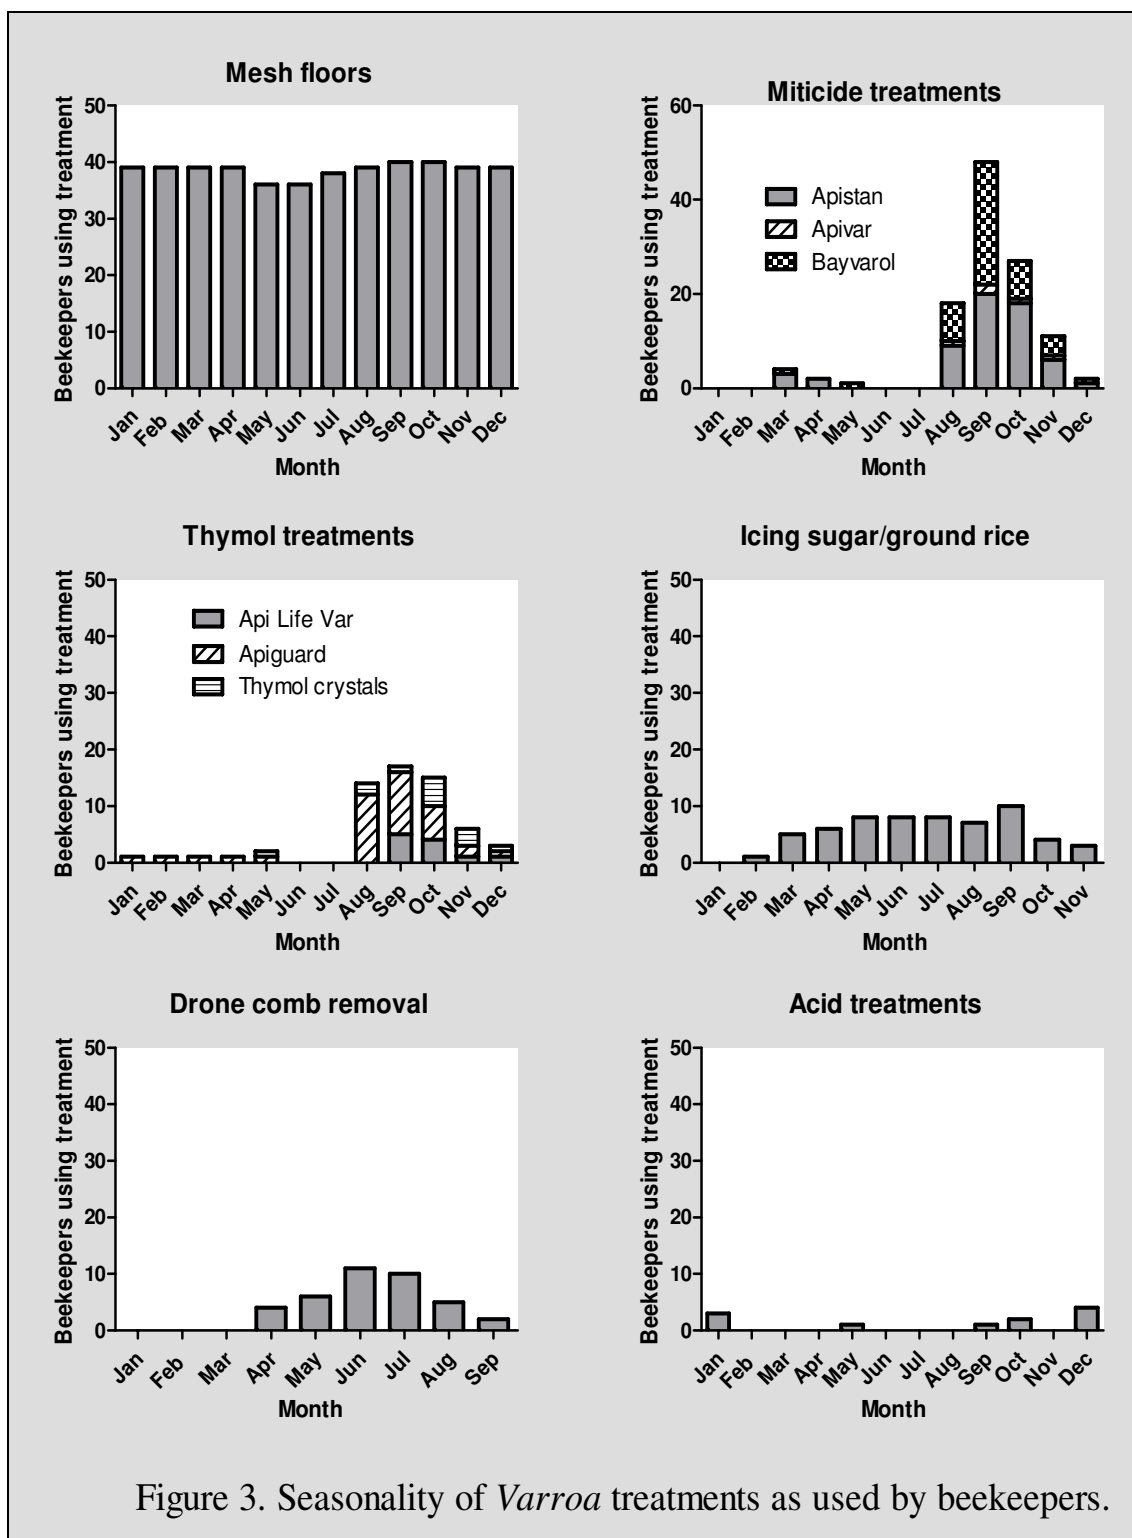 Mesh floors
Beekeepers using treatment
50
40
30
20
10
0
Jan Feb Mar Apr May Jun Jul Aug Sep Oct Nov Dec
Month
Miticide treatments
Beekeepers using treatment
60
40
20
0
Apistan
Apivar
Bayvarol
Jan Feb Mar Apr May Jun Jul Aug Sep Oct Nov Dec
Month
Thymol treatments
Beekeepers using treatment
50
40
30
20
10
0
Api Life Var
Apiguard
Thymol crystals
Jan Feb Mar Apr May Jun Jul Aug Sep Oct Nov Dec
Month
Icing sugar/ground rice
Beekeepers using treatment
50
40
30
20
10
0
Jan Feb Mar Apr May Jun Jul Aug Sep Oct Nov
Month
Drone comb removal
Beekeepers using treatment
50
40
30
20
10
0
Jan Feb Mar Apr May Jun Jul Aug Sep
Month
Acid treatments
Beekeepers using treatment
50
40
30
20
10
0
Jan Feb Mar Apr May Jun Jul Aug Sep Oct Nov Dec
Month
Figure 3. Seasonality of Varroa treatments as used by beekeepers.